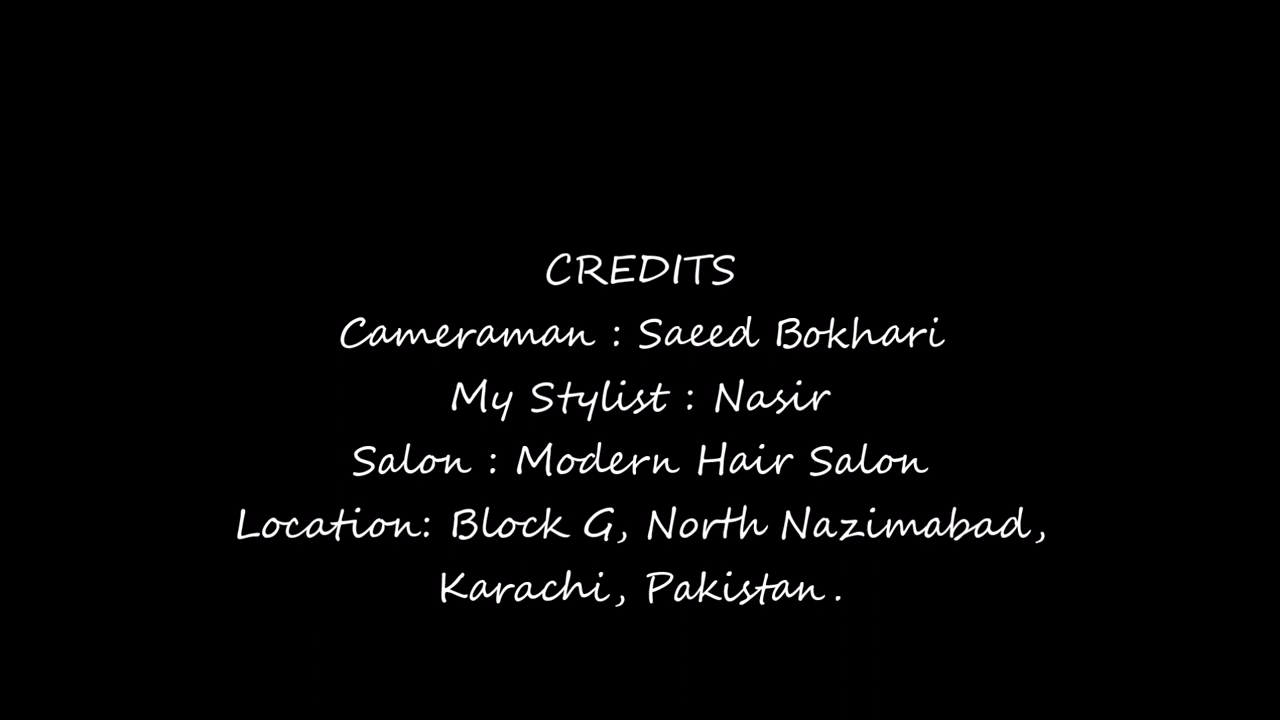 CREDITS
Cameraman : Saeed Bokhari
My Stylist : Nasir
Salon : Modern Hair Salon
Location: Block G, North Nazimabad,
Karachi, Pakistan.